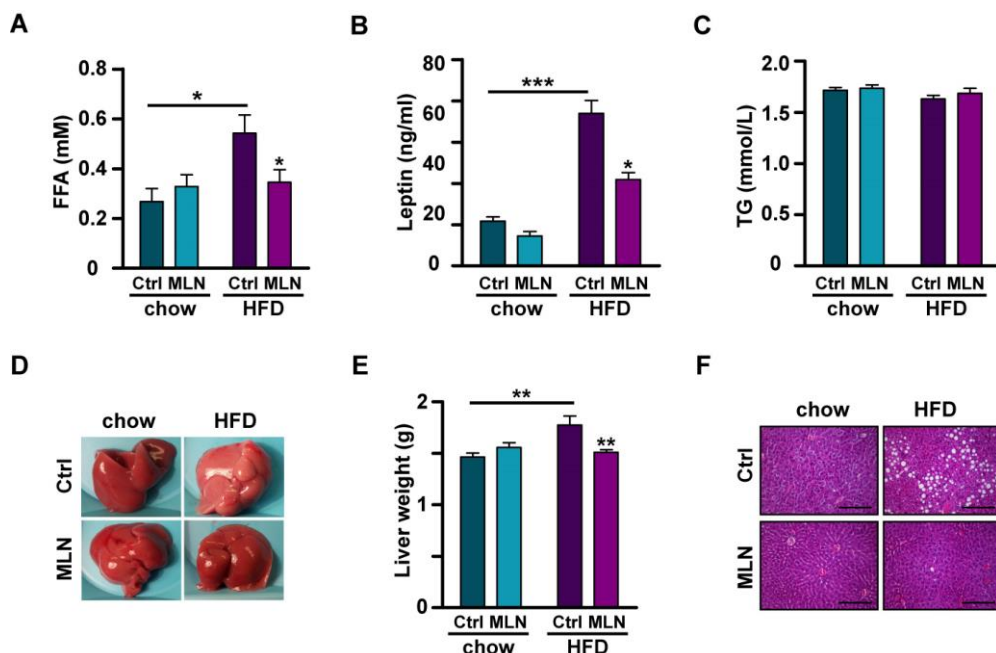 A
FFA (mM)
0.8
0.6
0.4
0.2
0
*
*
Ctrl MLN Ctrl MLN
chow HFD
B
Leptin (ng/ml)
80
60
40
20
0
***
*
Ctrl MLN Ctrl MLN
chow HFD
C
TG (mmol/L)
2.0
1.5
1.0
0.5
0
Ctrl MLN Ctrl MLN
chow HFD
D
chow HFD
Ctrl
MLN
E
Liver weight (g)
2
1
1
0
0
**
**
Ctrl MLN Ctrl MLN
chow HFD
F
chow HFD
Ctrl
MLN